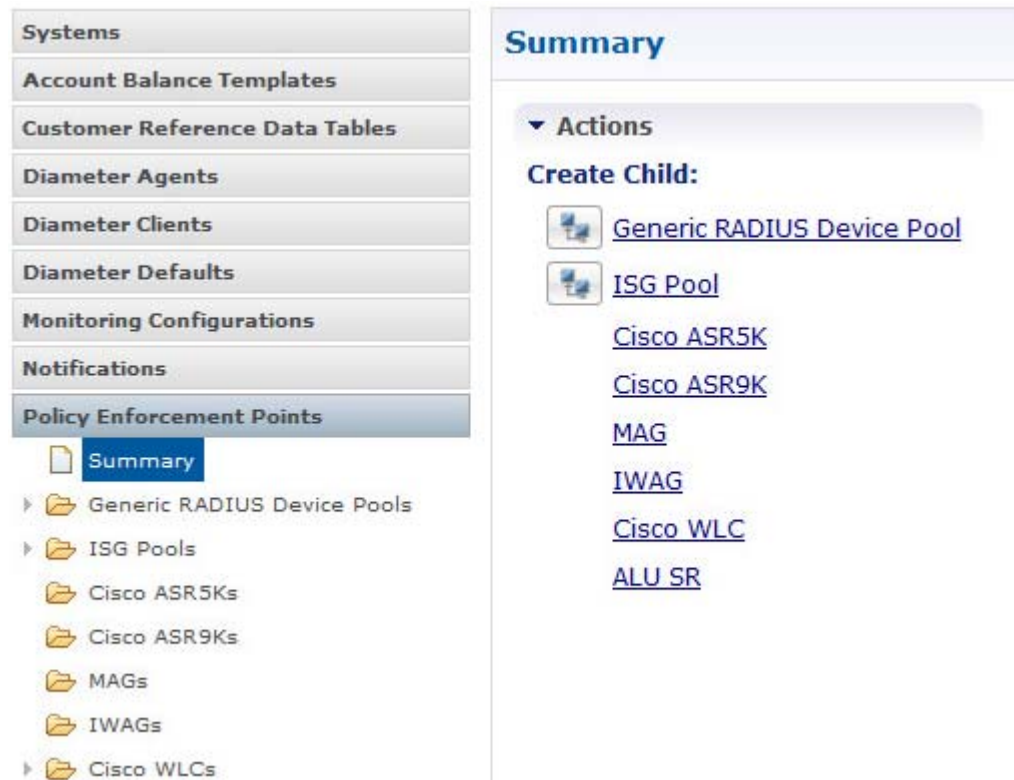 Systems
Account Balance Templates
Customer Reference Data Tables
Diameter Agents
Diameter Clients
Diameter Defaults
Monitoring Configurations
Notifications
Policy Enforcement Points
Summary
Generic RADIUS Device Pools
ISG Pools
Cisco ASR5Ks
Cisco ASR9Ks
MAGs
IWAGs
Cisco WLCs
Summary
Actions
Create Child:
Generic RADIUS Device Pool
ISG Pool
Cisco ASR5K
Cisco ASR9K
MAG
IWAG
Cisco WLC
ALU SR